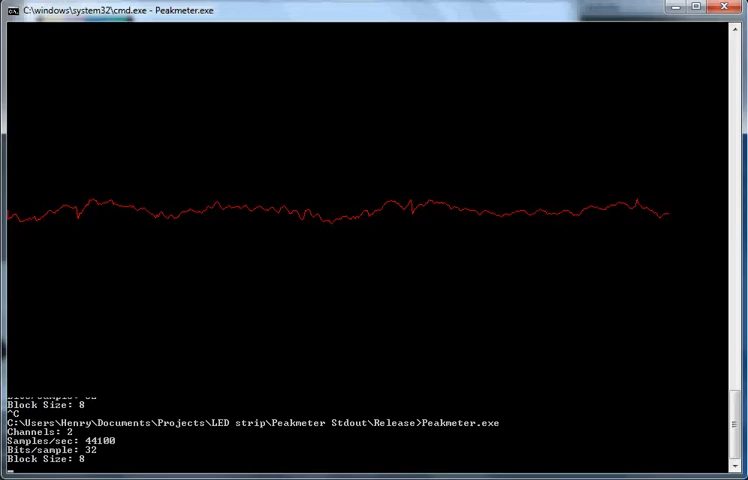 C:\windows\system32\cmd.exe - Peakmeter.exe
Block Size: 8
^C
C:\Users\Henry\Documents\Projects\LED strip\Peakmeter Stdout\Release>Peakmeter.exe
Channels: 2
Samples/sec: 44100
Bits/sample: 32
Block Size: 8